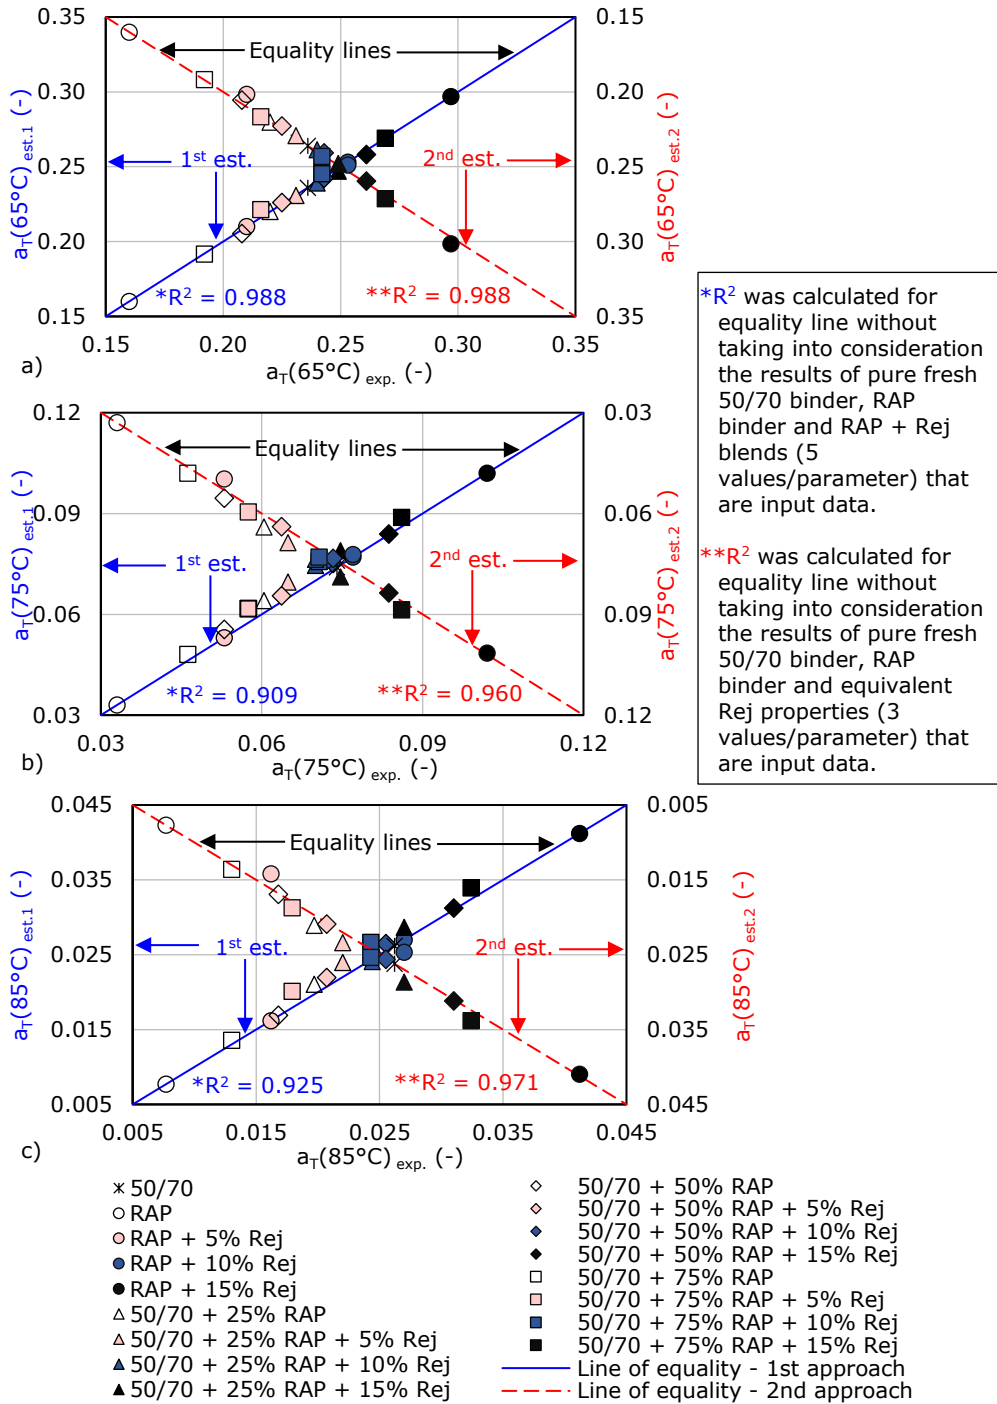 0.35
0.30
0.25
0.20
0.15
0.15
0.20
0.25
0.30
0.35
0.15
0.20
0.25
0.30
0.35
aT(65°C) est.1 (-)
aT(65°C) est.2 (-)
Equality lines
1st est.
2nd est.
*R² = 0.988
**R² = 0.988
a)
aT(65°C) exp. (-)
0.12
0.09
0.06
0.03
0.03
0.06
0.09
0.12
0.03
0.06
0.09
0.12
aT(75°C) est.1 (-)
aT(75°C) est.2 (-)
Equality lines
1st est.
2nd est.
*R² = 0.909
**R² = 0.960
b)
aT(75°C) exp. (-)
0.045
0.035
0.025
0.015
0.005
0.005
0.015
0.025
0.035
0.045
0.005
0.015
0.025
0.035
0.045
aT(85°C) est.1 (-)
aT(85°C) est.2 (-)
Equality lines
1st est.
2nd est.
*R² = 0.925
**R² = 0.971
c)
aT(85°C) exp. (-)
*R² was calculated for
equality line without
taking into consideration
the results of pure fresh
50/70 binder, RAP
binder and RAP + Rej
blends (5
values/parameter) that
are input data.
**R² was calculated for
equality line without
taking into consideration
the results of pure fresh
50/70 binder, RAP
binder and equivalent
Rej properties (3
values/parameter) that
are input data.
50/70
RAP
RAP + 5% Rej
RAP + 10% Rej
RAP + 15% Rej
50/70 + 25% RAP
50/70 + 25% RAP + 5% Rej
50/70 + 25% RAP + 10% Rej
50/70 + 25% RAP + 15% Rej
50/70 + 50% RAP
50/70 + 50% RAP + 5% Rej
50/70 + 50% RAP + 10% Rej
50/70 + 50% RAP + 15% Rej
50/70 + 75% RAP
50/70 + 75% RAP + 5% Rej
50/70 + 75% RAP + 10% Rej
50/70 + 75% RAP + 15% Rej
Line of equality - 1st approach
Line of equality - 2nd approach